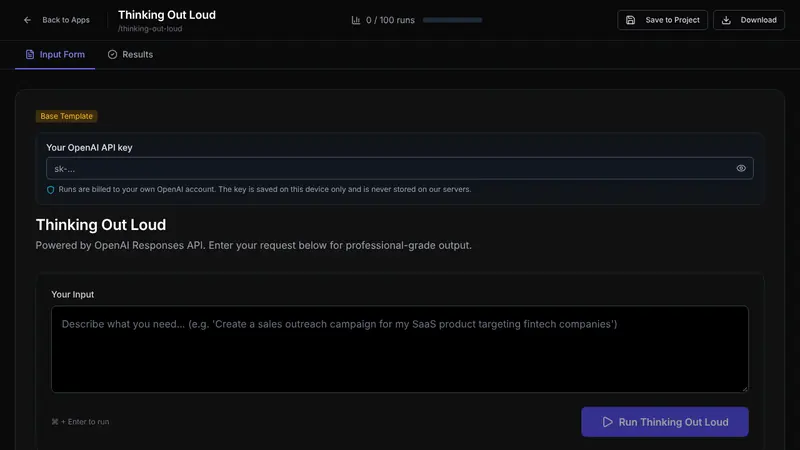 Back to Apps
Thinking Out Loud
/thinking-out-loud
0 / 100 runs
Save to Project
Download
Input Form
Results
Base Template
Your OpenAI API key
sk-...
Runs are billed to your own OpenAI account. The key is saved on this device only and is never stored on our servers.
Thinking Out Loud
Powered by OpenAI Responses API. Enter your request below for professional-grade output.
Your Input
Describe what you need... (e.g. 'Create a sales outreach campaign for my SaaS product targeting fintech companies')
⌘ + Enter to run
Run Thinking Out Loud